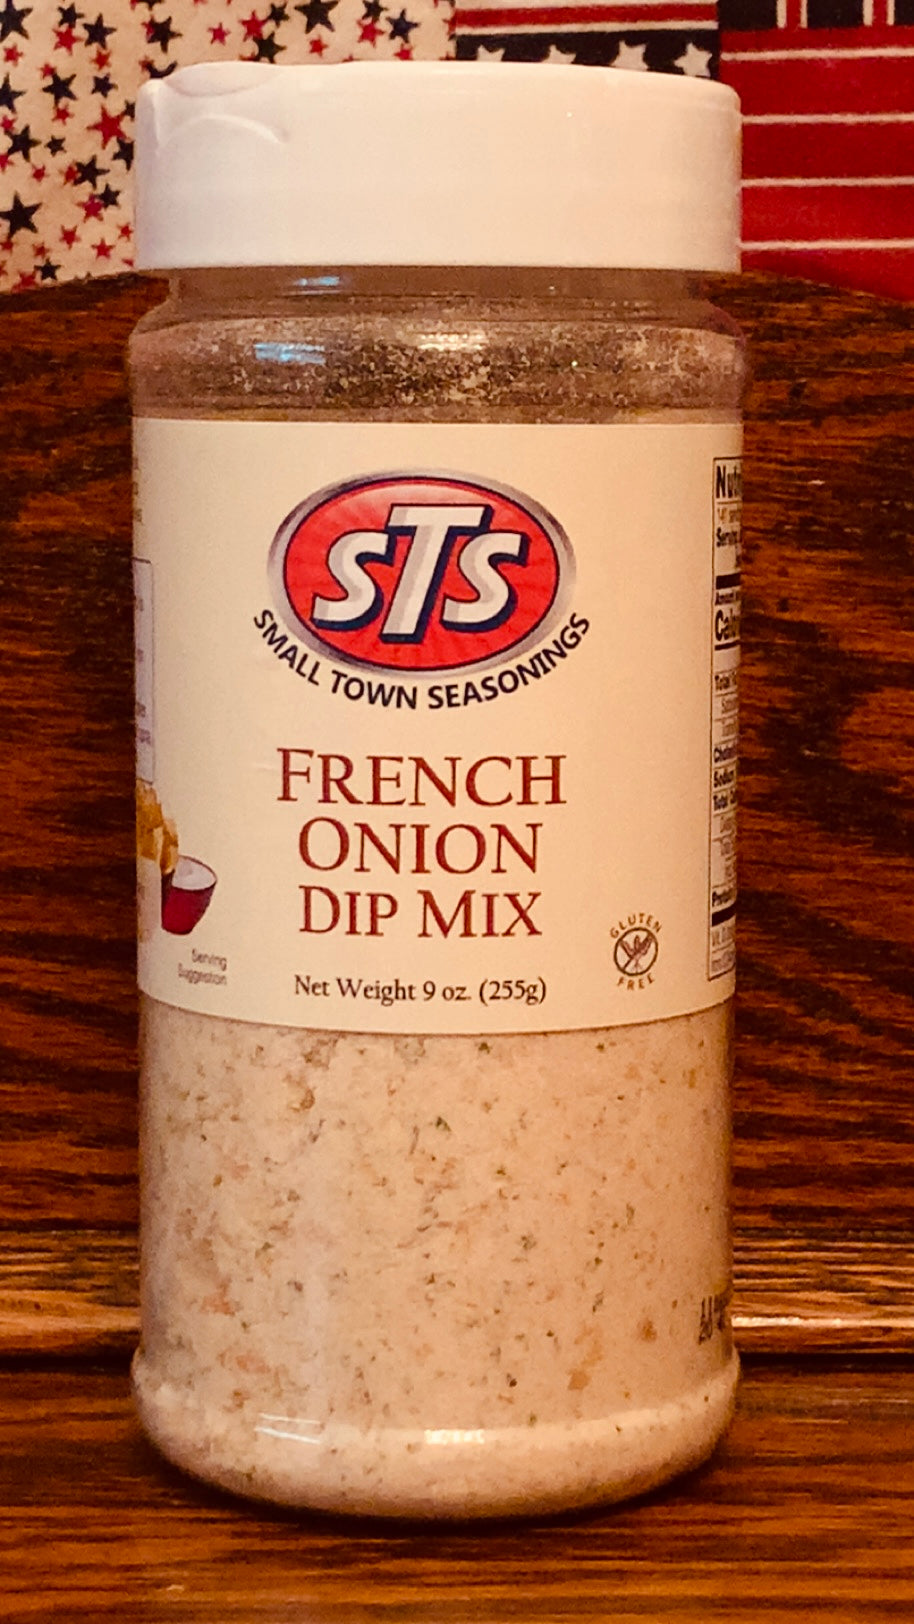 STS
SMALL TOWN SEASONINGS
FRENCH
ONION
DIP MIX
Net Weight 9 oz. (255g)
GLUTEN
FREE
Serving
Suggestion